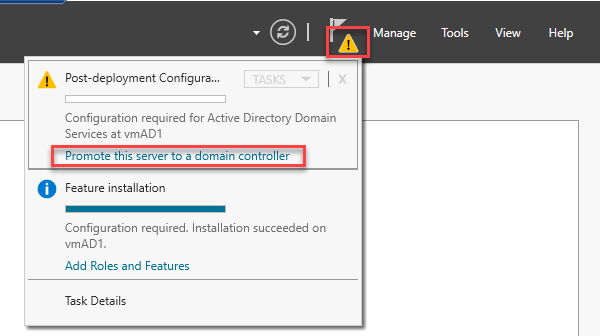 Manage Tools View Help
Post-deployment Configura...
TASKS
Configuration required for Active Directory Domain
Services at vmAD1
Promote this server to a domain controller
Feature installation
Configuration required. Installation succeeded on
vmAD1.
Add Roles and Features
Task Details